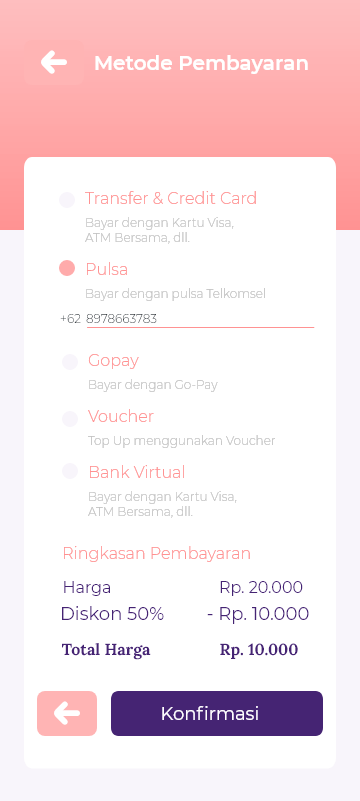 Metode Pembayaran
Transfer & Credit Card
Bayar dengan Kartu Visa,
ATM Bersama, dll.
Pulsa
Bayar dengan pulsa Telkomsel
+62 8978663783
Gopay
Bayar dengan Go-Pay
Voucher
Top Up menggunakan Voucher
Bank Virtual
Bayar dengan Kartu Visa,
ATM Bersama, dll.
Ringkasan Pembayaran
Harga Rp. 20.000
Diskon 50% - Rp. 10.000
Total Harga Rp. 10.000
Konfirmasi